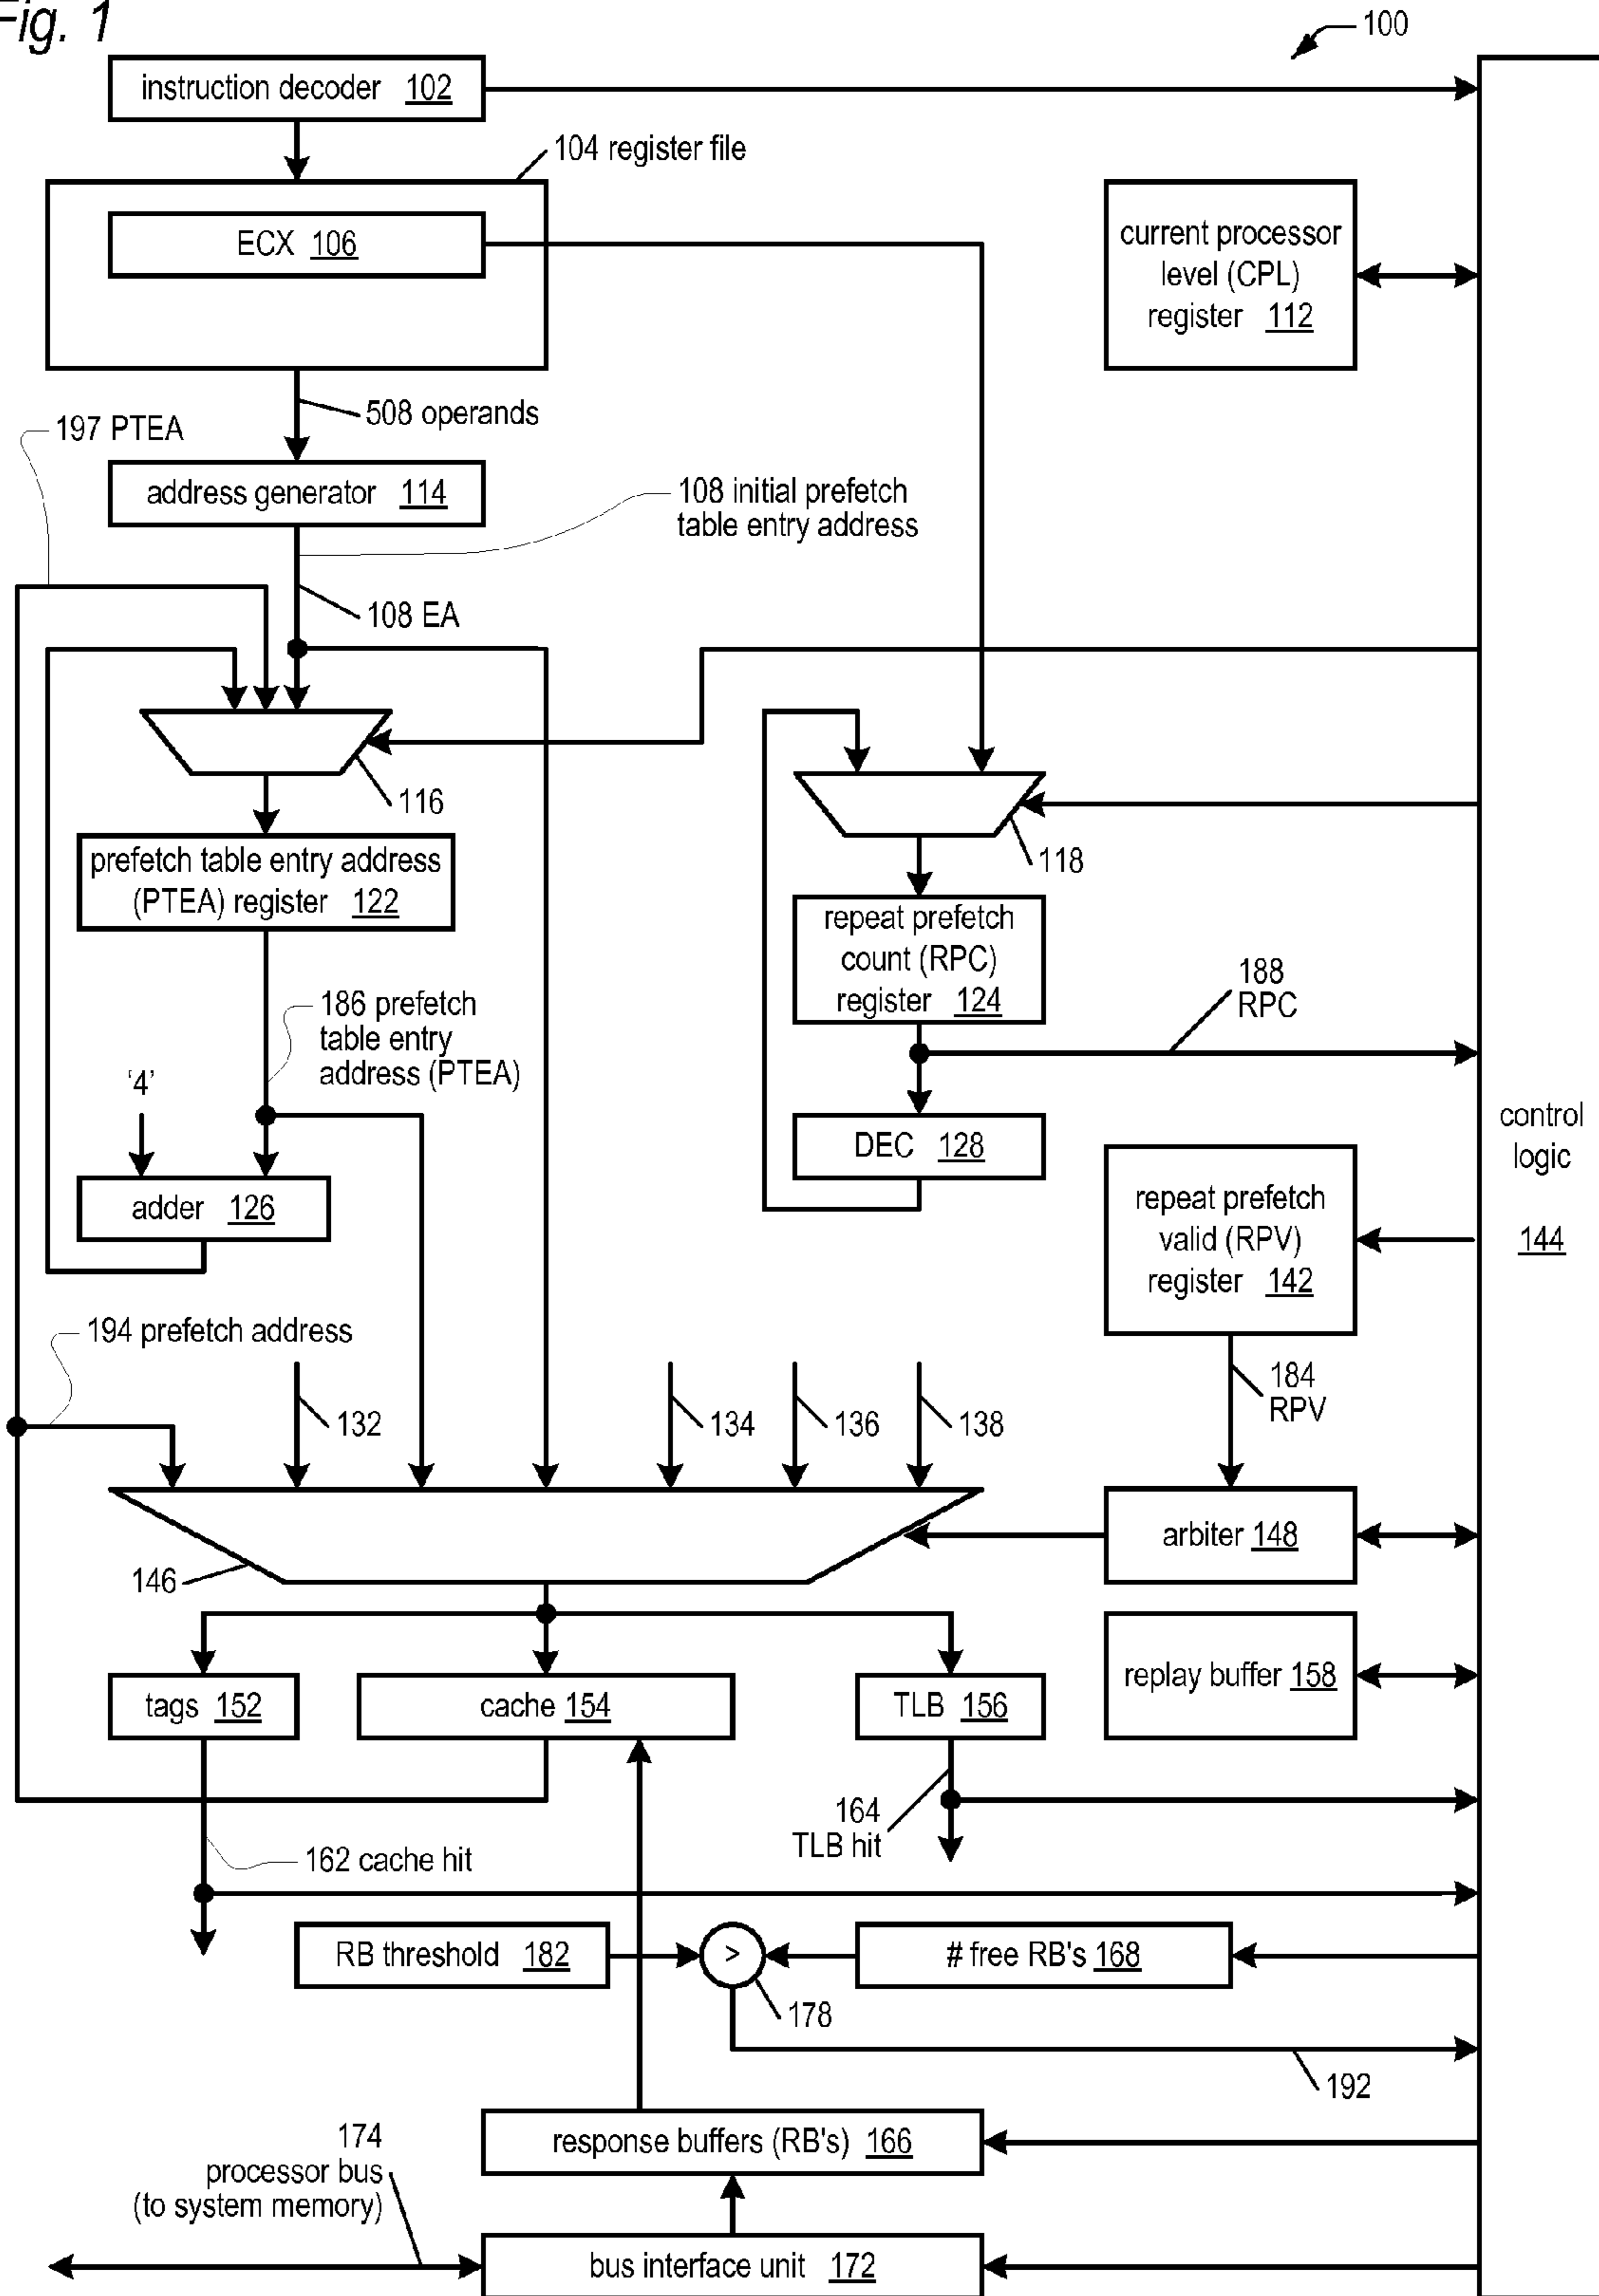 Fig. 1
100
instruction decoder 102
104 register file
ECX 106
current processor
level (CPL)
register 112
508 operands
197 PTEA
address generator 114
108 initial prefetch
table entry address
108 EA
116
118
prefetch table entry address
(PTEA) register 122
repeat prefetch
count (RPC)
register 124
188
RPC
186 prefetch
table entry
address (PTEA)
'4'
control
logic
144
DEC 128
adder 126
repeat prefetch
valid (RPV)
register 142
194 prefetch address
184
RPV
132
134
136
138
146
arbiter 148
tags 152
cache 154
TLB 156
replay buffer 158
164
TLB hit
162 cache hit
RB threshold 182
>
# free RB's 168
178
192
174
processor bus
(to system memory)
response buffers (RB's) 166
bus interface unit 172